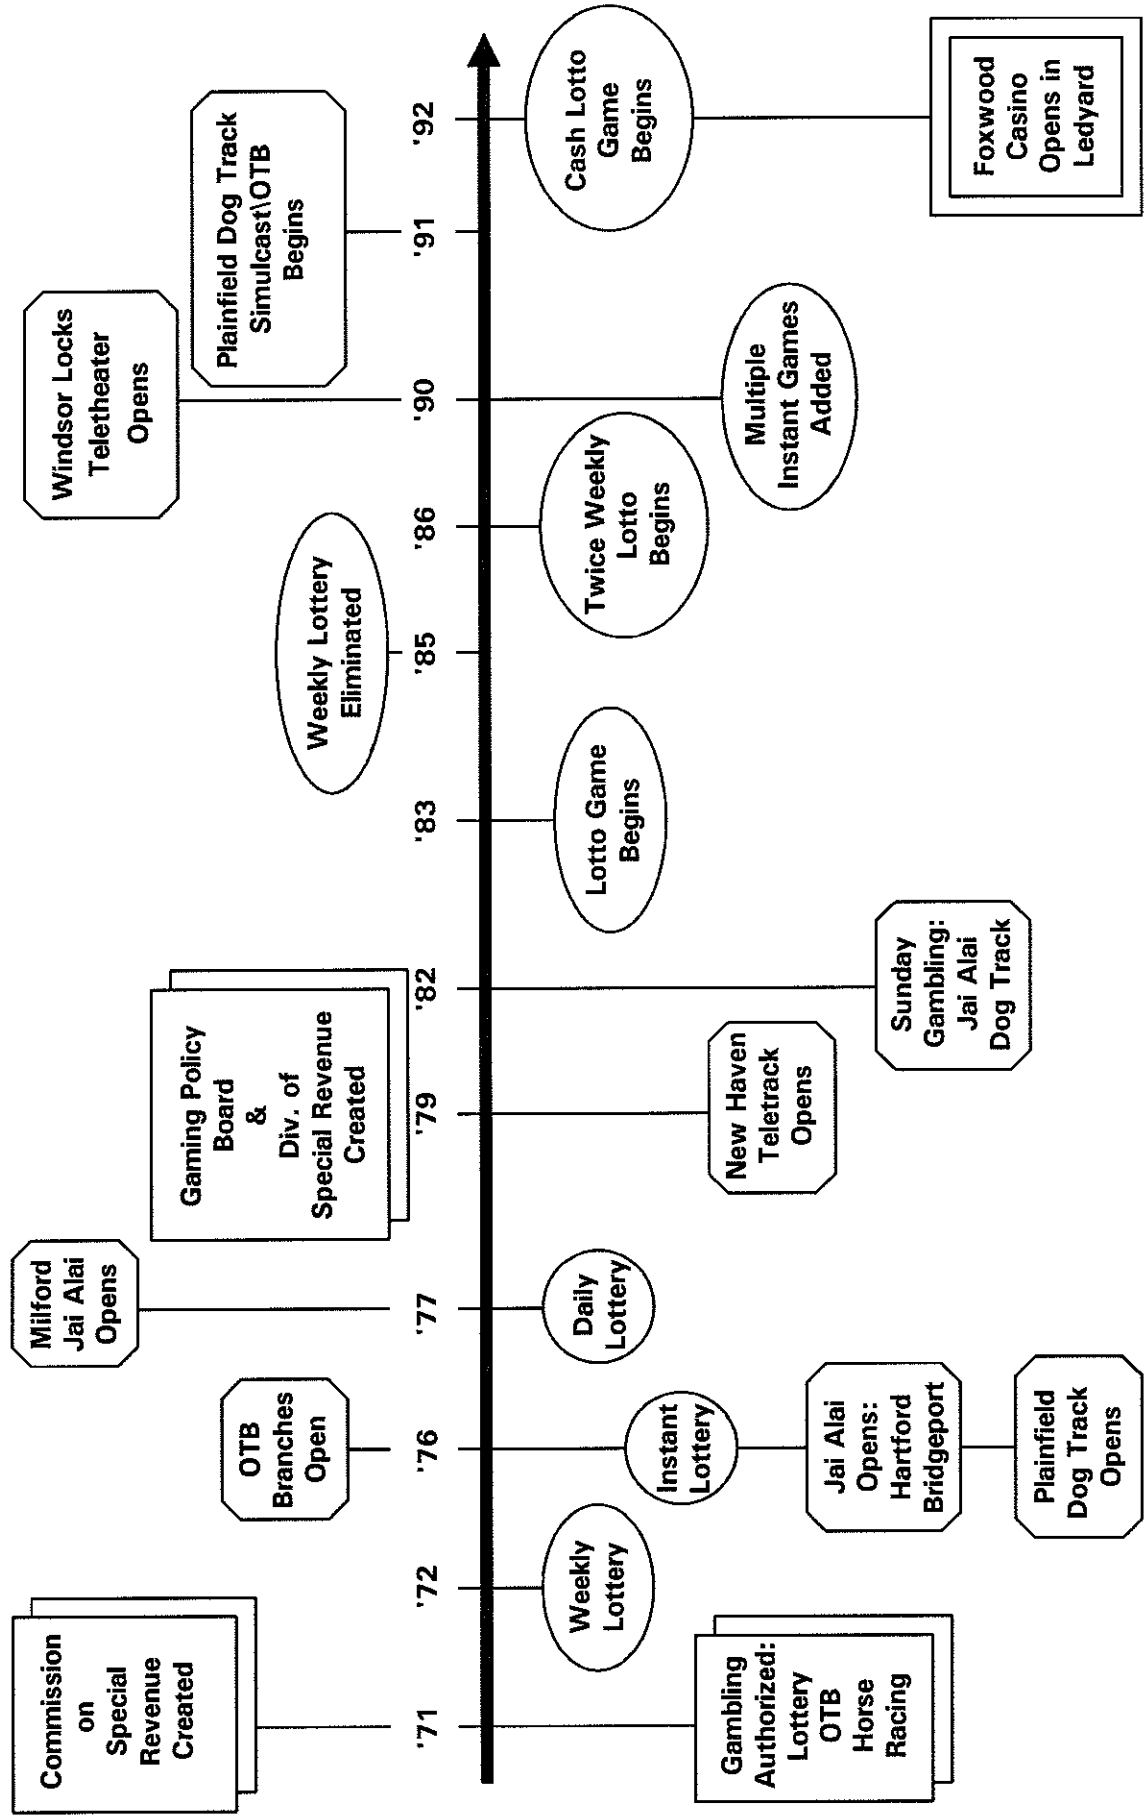 Commission
on
Special
Revenue
Created
Milford
Jai Alai
Opens
Windsor Locks
Teletheater
Opens
OTB
Branches
Open
Gaming Policy
Board
&
Div. of
Special Revenue
Created
Weekly Lottery
Eliminated
Plainfield Dog Track
Simulcast\OTB
Begins
'71
'72
'76
'77
'79
'82
'83
'85
'86
'90
'91
'92
Gambling
Authorized:
Lottery
OTB
Horse
Racing
Weekly
Lottery
Instant
Lottery
Jai Alai
Opens:
Hartford
Bridgeport
Plainfield
Dog Track
Opens
Daily
Lottery
New Haven
Teletrack
Opens
Sunday
Gambling:
Jai Alai
Dog Track
Lotto Game
Begins
Twice Weekly
Lotto
Begins
Multiple
Instant Games
Added
Cash Lotto
Game
Begins
Foxwood
Casino
Opens in
Ledyard